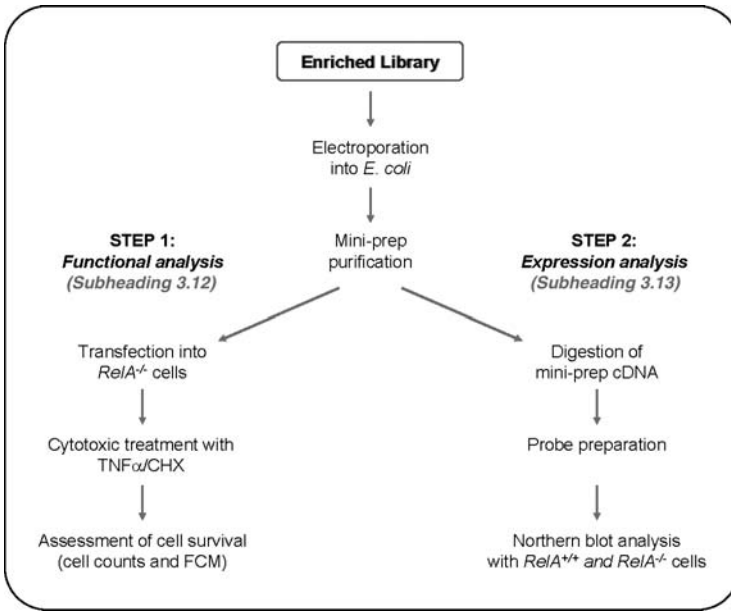 Enriched Library
Electroporation
into E. coli
Mini-prep
purification
STEP 1:
Functional analysis
(Subheading 3.12)
Transfection into
RelA-/- cells
Cytotoxic treatment with
TNFα/CHX
Assessment of cell survival
(cell counts and FCM)
STEP 2:
Expression analysis
(Subheading 3.13)
Digestion of
mini-prep cDNA
Probe preparation
Northern blot analysis
with RelA+/+ and RelA-/- cells